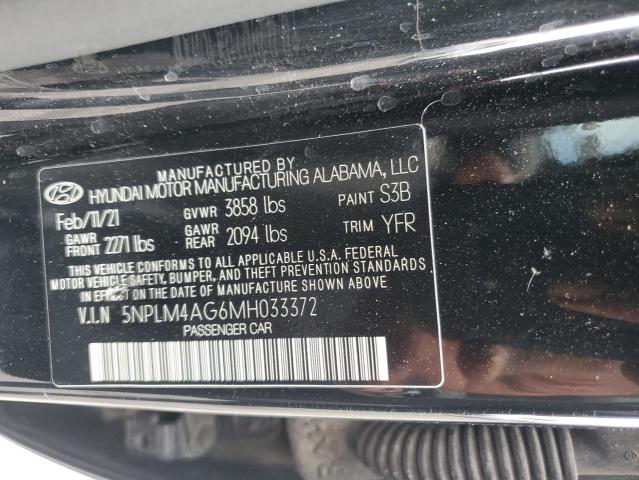 MANUFACTURED BY
HYUNDAI MOTOR MANUFACTURING ALABAMA, LLC
Feb/11/21 GVWR 3858 lbs PAINT S3B
GAWR FRONT 2271 lbs GAWR REAR 2094 lbs TRIM YFR
THIS VEHICLE CONFORMS TO ALL APPLICABLE U.S.A. FEDERAL
MOTOR VEHICLE SAFETY, BUMPER, AND THEFT PREVENTION STANDARDS
IN EFFECT ON THE DATE OF MANUFACTURE SHOWN ABOVE.
V.I.N 5NPLM4AG6MH033372
PASSENGER CAR